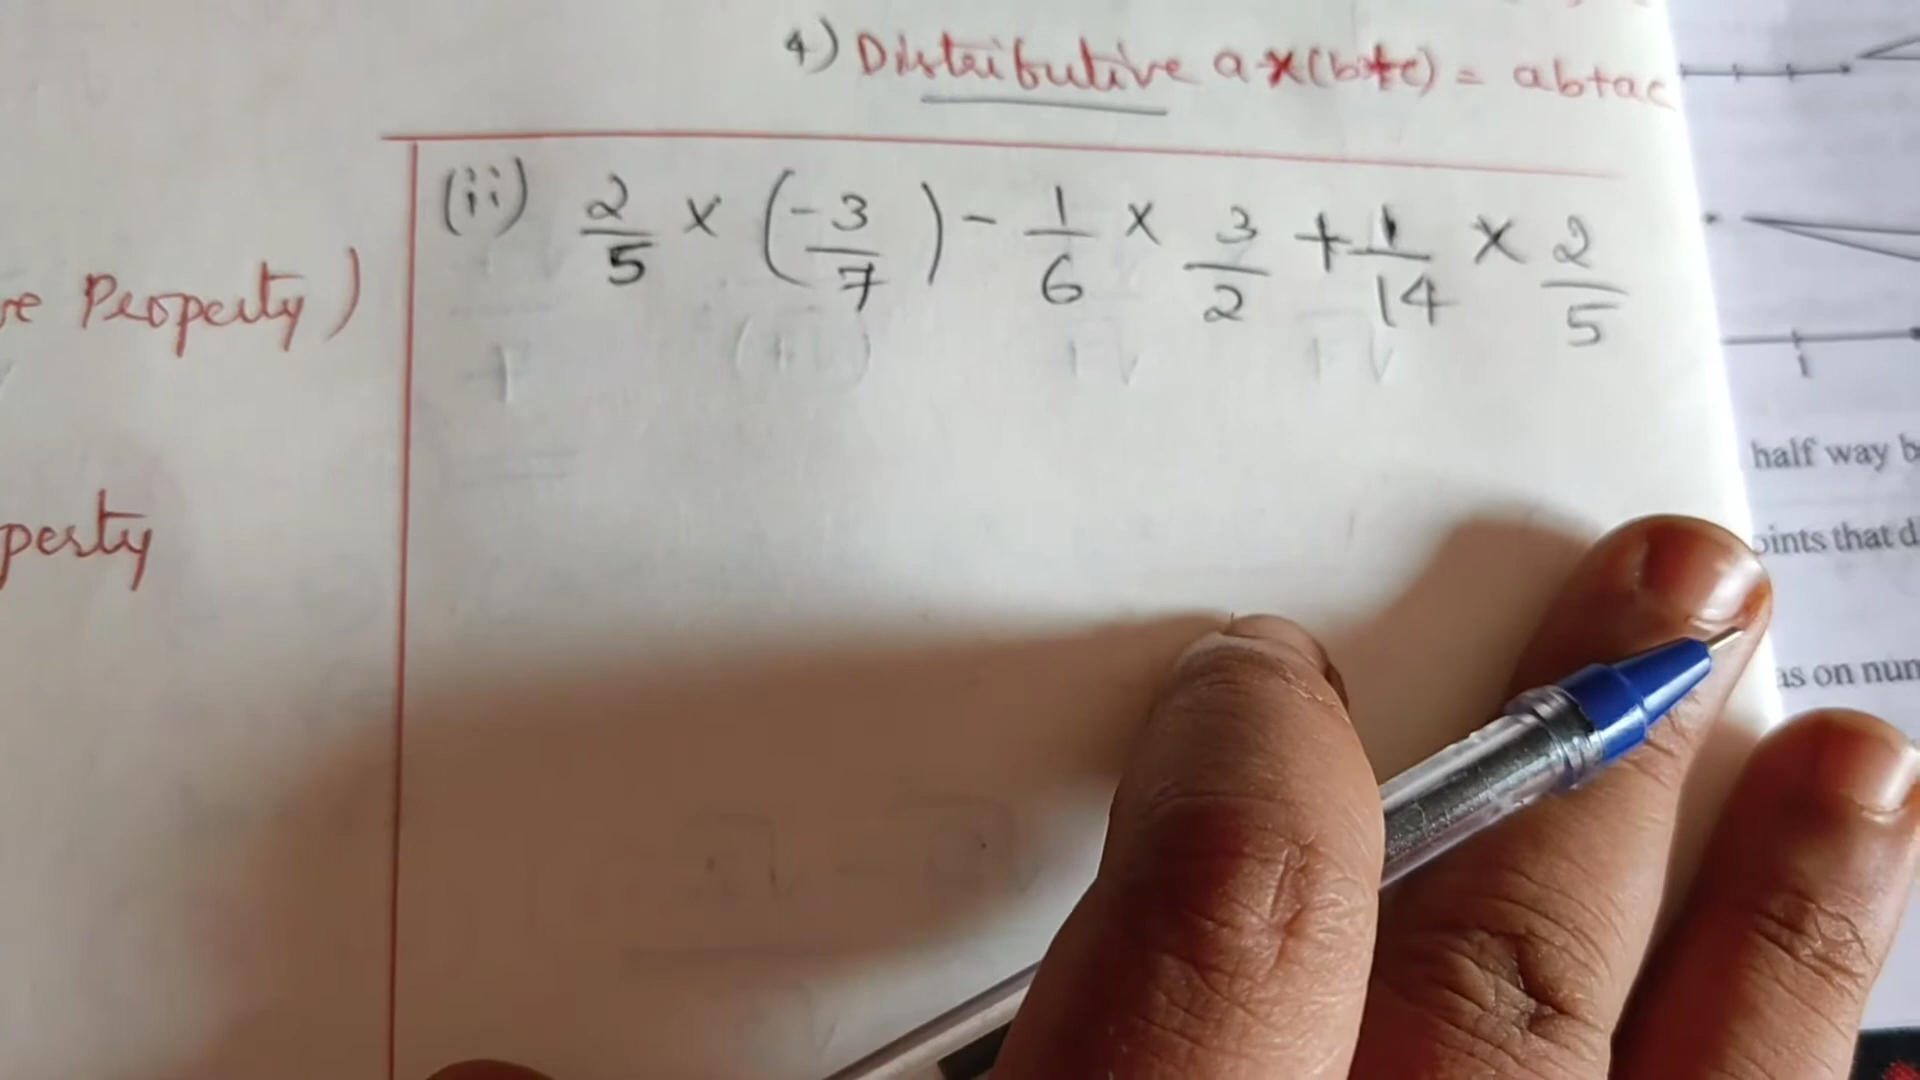 4) Distributive a x (b+c) = ab+ac
(ii) 2/5 x (-3/7) - 1/6 x 3/2 + 1/14 x 2/5
Property)
perty
half way b
oints that d
as on num